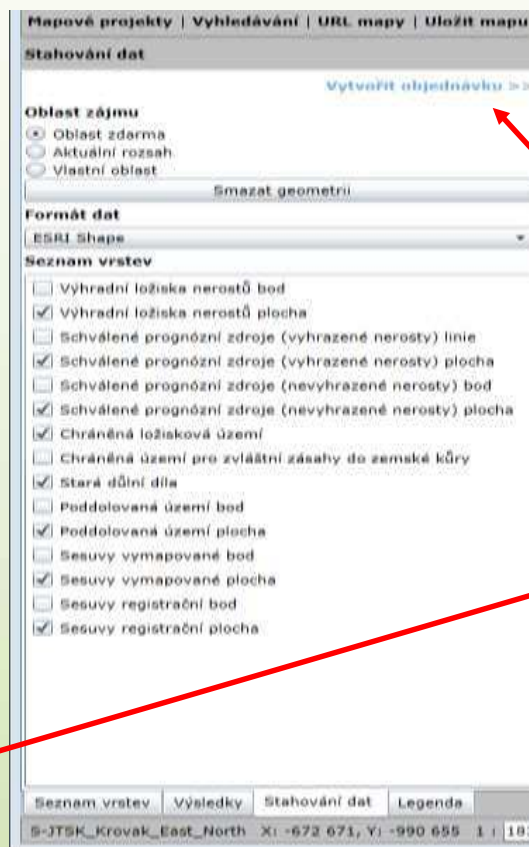 Mapové projekty | Vyhledávání | URL mapy | Uložit mapu
Stahování dat
Vytvořit objednávku >>
Oblast zájmu
Oblast zdarma
Aktuální rozsah
Vlastní oblast
Smazat geometrii
Formát dat
ESRI Shape
Seznam vrstev
Výhradní ložiska nerostů bod
Výhradní ložiska nerostů plocha
Schválené prognózní zdroje (vyhrazené nerosty) linie
Schválené prognózní zdroje (vyhrazené nerosty) plocha
Schválené prognózní zdroje (nevyhrazené nerosty) bod
Schválené prognózní zdroje (nevyhrazené nerosty) plocha
Chráněná ložisková území
Chráněná území pro zvláštní zásahy do zemské kůry
Stará důlní díla
Poddolovaná území bod
Poddolovaná území plocha
Sesuvy vymapované bod
Sesuvy vymapované plocha
Sesuvy registrační bod
Sesuvy registrační plocha
Seznam vrstev Výsledky Stahování dat Legenda
S-JTSK_Krovak_East_North X: -672 671, Y: -990 655 1 :